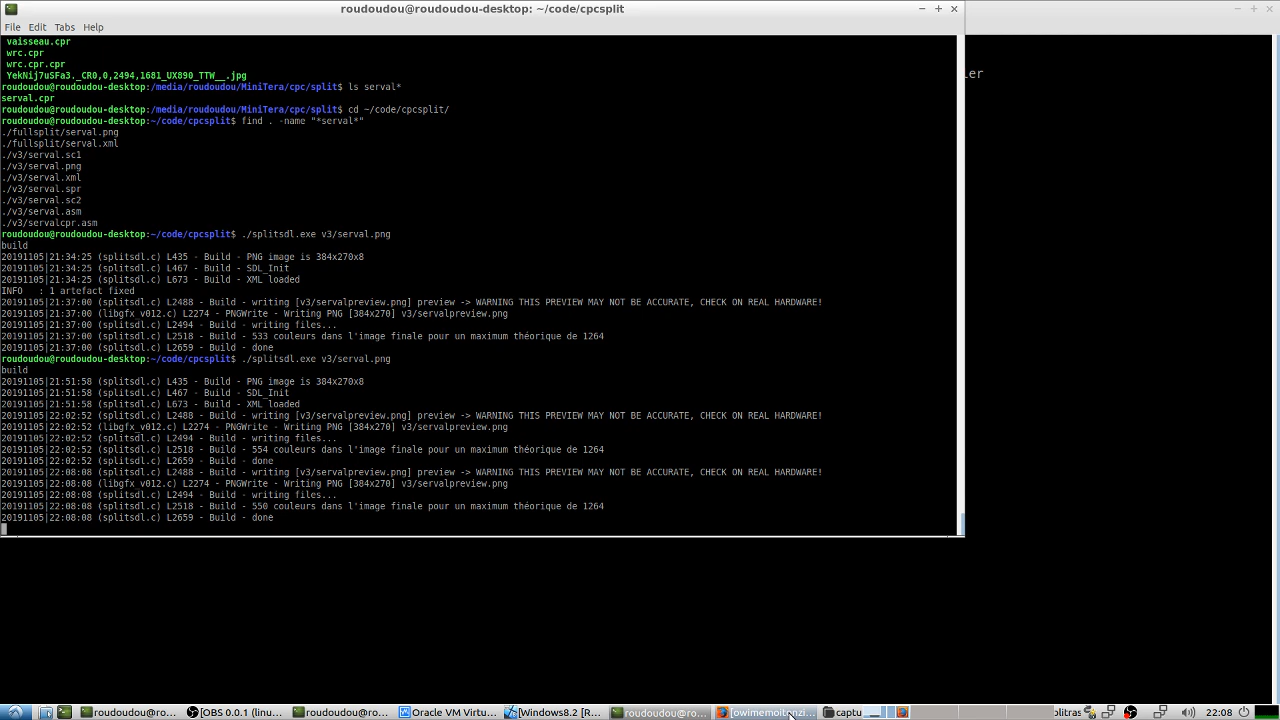 roudoudou@roudoudou-desktop: ~/code/cpcsplit
File Edit Tabs Help
vaisseau.cpr
wrc.cpr
wrc.cpr.cpr
YekNij7uSFa3._CR0,0,2494,1681_UX890_TTW__.jpg
roudoudou@roudoudou-desktop:/media/roudoudou/MiniTera/cpc/split$ ls serval*
serval.cpr
roudoudou@roudoudou-desktop:/media/roudoudou/MiniTera/cpc/split$ cd ~/code/cpcsplit/
roudoudou@roudoudou-desktop:~/code/cpcsplit$ find . -name "*serval*"
./fullsplit/serval.png
./fullsplit/serval.xml
./v3/serval.sc1
./v3/serval.png
./v3/serval.xml
./v3/serval.spr
./v3/serval.sc2
./v3/serval.asm
./v3/servalcpr.asm
roudoudou@roudoudou-desktop:~/code/cpcsplit$ ./splitsdl.exe v3/serval.png
build
20191105|21:34:25 (splitsdl.c) L435 - Build - PNG image is 384x270x8
20191105|21:34:25 (splitsdl.c) L467 - Build - SDL_Init
20191105|21:34:25 (splitsdl.c) L673 - Build - XML loaded
INFO   : 1 artefact fixed
20191105|21:37:00 (splitsdl.c) L2488 - Build - writing [v3/servalpreview.png] preview -> WARNING THIS PREVIEW MAY NOT BE ACCURATE, CHECK ON REAL HARDWARE!
20191105|21:37:00 (libgfx_v012.c) L2274 - PNGWrite - Writing PNG [384x270] v3/servalpreview.png
20191105|21:37:00 (splitsdl.c) L2494 - Build - writing files...
20191105|21:37:00 (splitsdl.c) L2518 - Build - 533 couleurs dans l'image finale pour un maximum théorique de 1264
20191105|21:37:00 (splitsdl.c) L2659 - Build - done
roudoudou@roudoudou-desktop:~/code/cpcsplit$ ./splitsdl.exe v3/serval.png
build
20191105|21:51:58 (splitsdl.c) L435 - Build - PNG image is 384x270x8
20191105|21:51:58 (splitsdl.c) L467 - Build - SDL_Init
20191105|21:51:58 (splitsdl.c) L673 - Build - XML loaded
20191105|22:02:52 (splitsdl.c) L2488 - Build - writing [v3/servalpreview.png] preview -> WARNING THIS PREVIEW MAY NOT BE ACCURATE, CHECK ON REAL HARDWARE!
20191105|22:02:52 (libgfx_v012.c) L2274 - PNGWrite - Writing PNG [384x270] v3/servalpreview.png
20191105|22:02:52 (splitsdl.c) L2494 - Build - writing files...
20191105|22:02:52 (splitsdl.c) L2518 - Build - 554 couleurs dans l'image finale pour un maximum théorique de 1264
20191105|22:02:52 (splitsdl.c) L2659 - Build - done
20191105|22:08:08 (splitsdl.c) L2488 - Build - writing [v3/servalpreview.png] preview -> WARNING THIS PREVIEW MAY NOT BE ACCURATE, CHECK ON REAL HARDWARE!
20191105|22:08:08 (libgfx_v012.c) L2274 - PNGWrite - Writing PNG [384x270] v3/servalpreview.png
20191105|22:08:08 (splitsdl.c) L2494 - Build - writing files...
20191105|22:08:08 (splitsdl.c) L2518 - Build - 550 couleurs dans l'image finale pour un maximum théorique de 1264
20191105|22:08:08 (splitsdl.c) L2659 - Build - done
ler
roudoudou@ro... [OBS 0.0.1 (linu... roudoudou@ro... Oracle VM Virtu... [Windows8.2 [R... roudoudou@ro... captu olitras 22:08